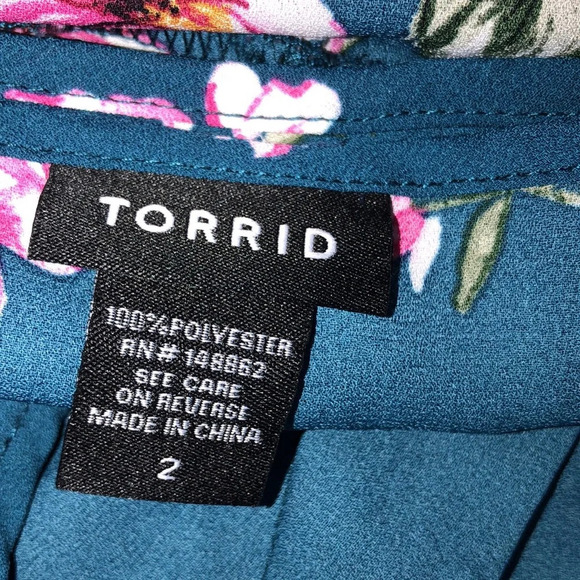 TORRID
100% POLYESTER
RN# 148862
SEE CARE
ON REVERSE
MADE IN CHINA
2